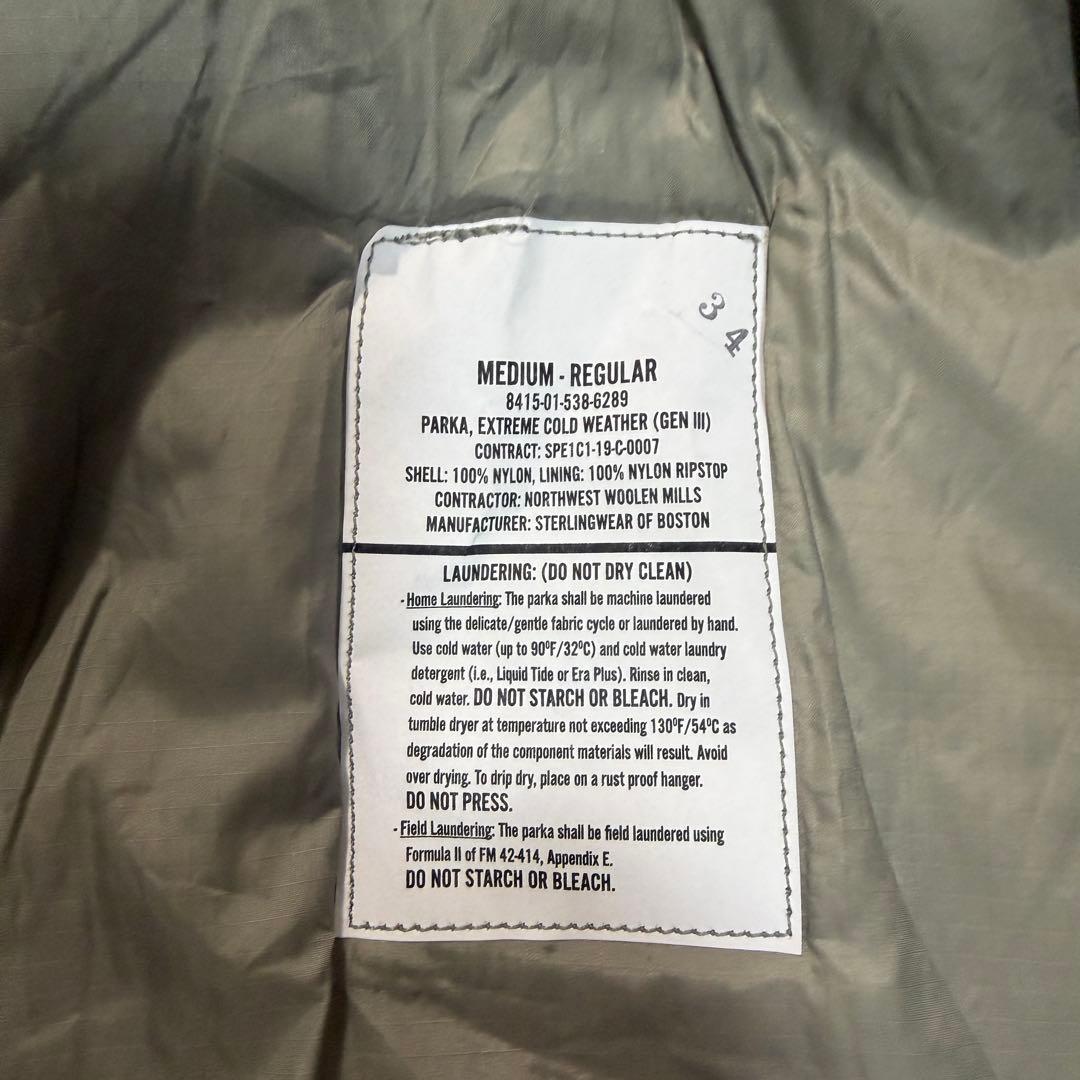 3 4
MEDIUM - REGULAR
8415-01-538-6289
PARKA, EXTREME COLD WEATHER (GEN III)
CONTRACT: SPE1C1-19-C-0007
SHELL: 100% NYLON, LINING: 100% NYLON RIPSTOP
CONTRACTOR: NORTHWEST WOOLEN MILLS
MANUFACTURER: STERLINGWEAR OF BOSTON
LAUNDERING: (DO NOT DRY CLEAN)
- Home Laundering: The parka shall be machine laundered
using the delicate/gentle fabric cycle or laundered by hand.
Use cold water (up to 90ºF/32ºC) and cold water laundry
detergent (i.e., Liquid Tide or Era Plus). Rinse in clean,
cold water. DO NOT STARCH OR BLEACH. Dry in
tumble dryer at temperature not exceeding 130ºF/54ºC as
degradation of the component materials will result. Avoid
over drying. To drip dry, place on a rust proof hanger.
DO NOT PRESS.
- Field Laundering: The parka shall be field laundered using
Formula II of FM 42-414, Appendix E.
DO NOT STARCH OR BLEACH.